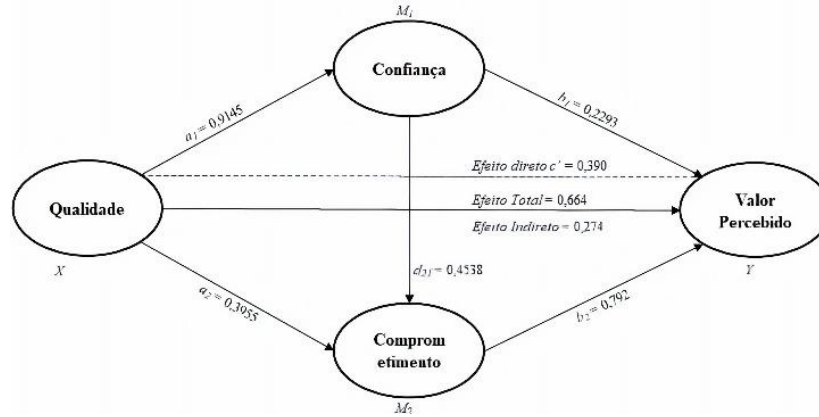 M1
Confiança
a1 = 0,9145
b1 = 0,2293
Efeito direto c' = 0,390
Qualidade
Efeito Total = 0,664
Valor
Percebido
Efeito Indireto = 0,274
X
Y
d21 = 0,4538
a2 = 0,3955
b2 = 0,792
Comprom
etimento
M2